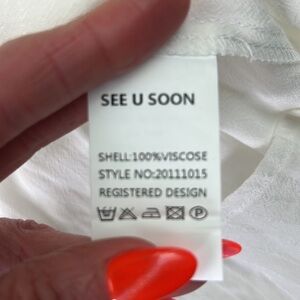 SEE U SOON
SHELL:100%VISCOSE
STYLE NO:20111015
REGISTERED DESIGN